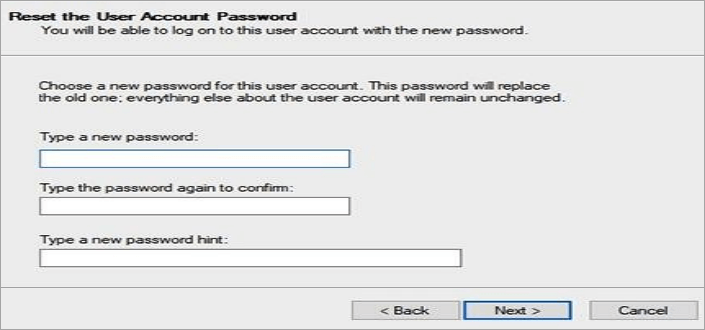 Reset the User Account Password
You will be able to log on to this user account with the new password.
Choose a new password for this user account. This password will replace
the old one; everything else about the user account will remain unchanged.
Type a new password:
Type the password again to confirm:
Type a new password hint:
< Back Next > Cancel